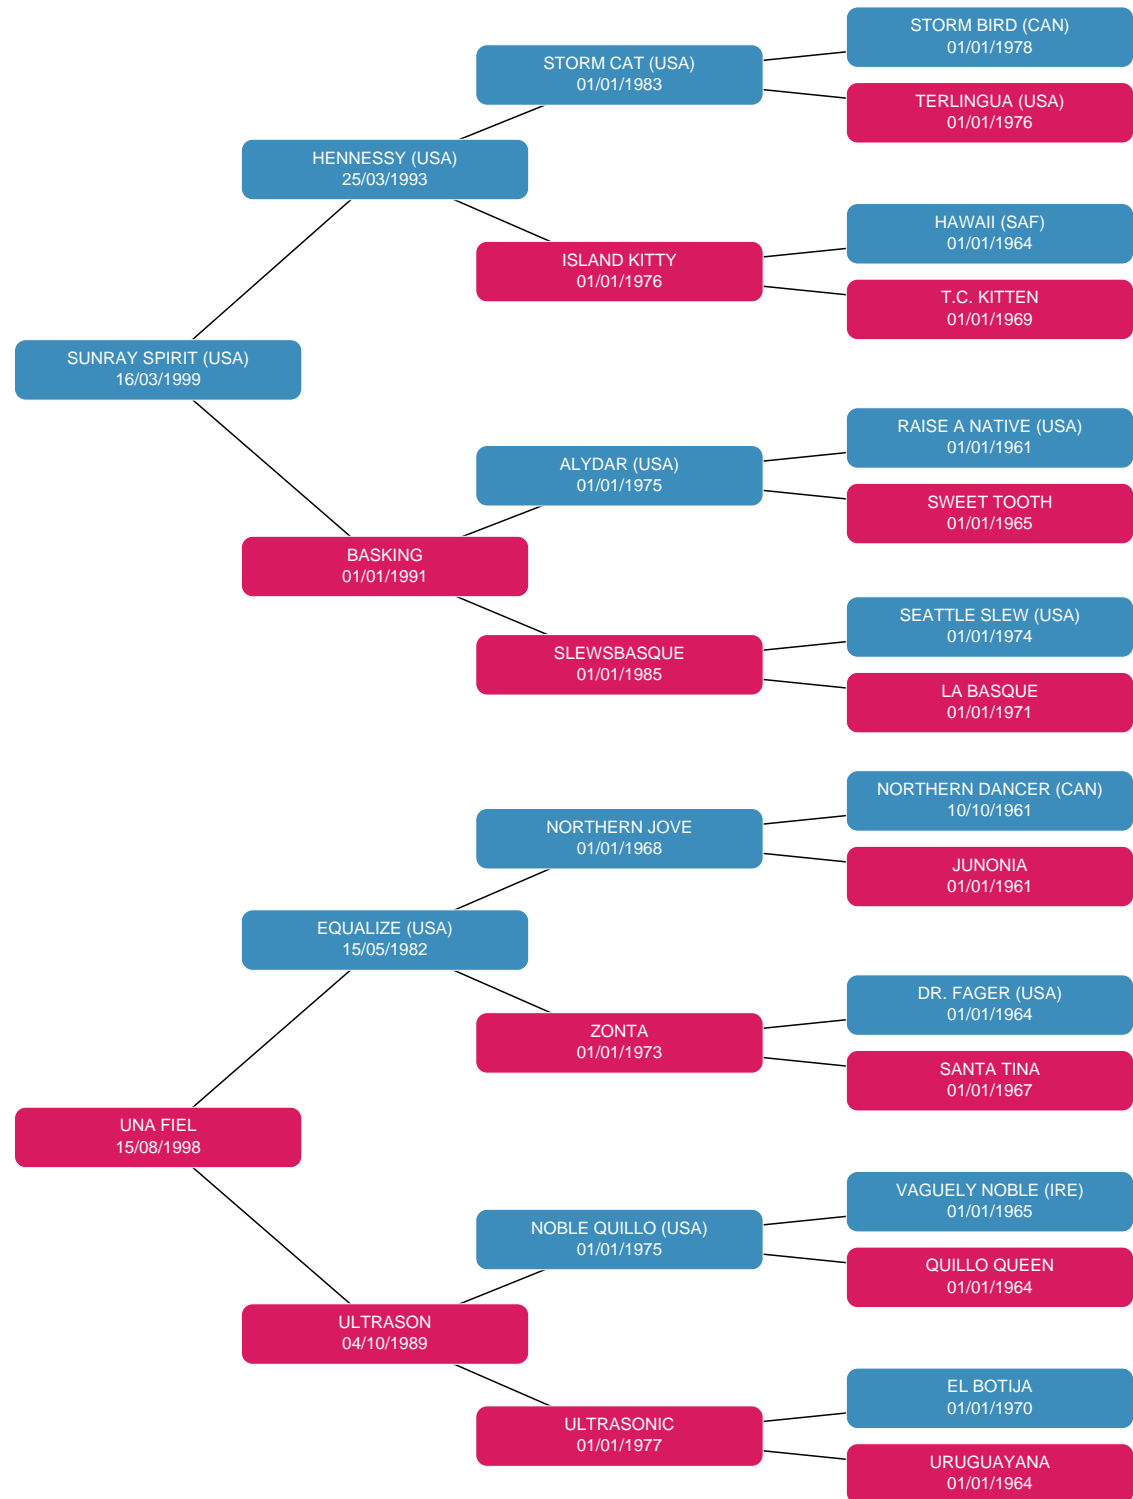 STORM BIRD (CAN)
01/01/1978
STORM CAT (USA)
01/01/1983
TERLINGUA (USA)
01/01/1976
HENNESSY (USA)
25/03/1993
HAWAII (SAF)
01/01/1964
ISLAND KITTY
01/01/1976
T.C. KITTEN
01/01/1969
SUNRAY SPIRIT (USA)
16/03/1999
RAISE A NATIVE (USA)
01/01/1961
ALYDAR (USA)
01/01/1975
SWEET TOOTH
01/01/1965
BASKING
01/01/1991
SEATTLE SLEW (USA)
01/01/1974
SLEWSBASQUE
01/01/1985
LA BASQUE
01/01/1971
NORTHERN DANCER (CAN)
10/10/1961
NORTHERN JOVE
01/01/1968
JUNONIA
01/01/1961
EQUALIZE (USA)
15/05/1982
DR. FAGER (USA)
01/01/1964
ZONTA
01/01/1973
SANTA TINA
01/01/1967
UNA FIEL
15/08/1998
VAGUELY NOBLE (IRE)
01/01/1965
NOBLE QUILLO (USA)
01/01/1975
QUILLO QUEEN
01/01/1964
ULTRASON
04/10/1989
EL BOTIJA
01/01/1970
ULTRASONIC
01/01/1977
URUGUAYANA
01/01/1964